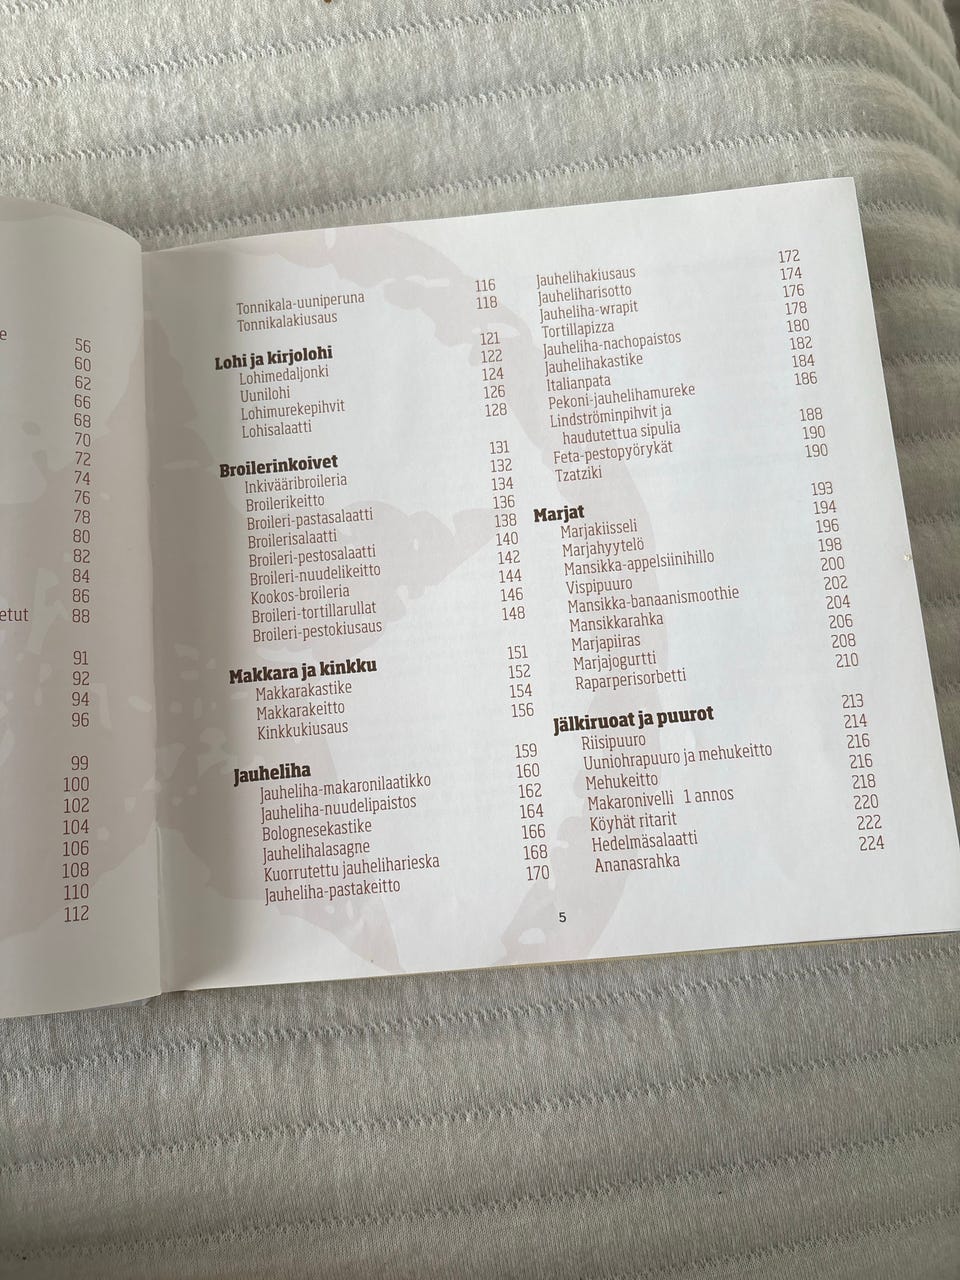 e
56
60
62
66
68
70
72
74
76
78
80
82
84
86
etut 88
91
92
94
96
99
100
102
104
106
108
110
112
Tonnikala-uuniperuna 116
Tonnikalakiusaus 118
Lohi ja kirjolohi 121
Lohimedaljonki 122
Uunilohi 124
Lohimurekepihvit 126
Lohisalaatti 128
Broilerinkoivet 131
Inkivääribroileria 132
Broilerikeitto 134
Broileri-pastasalaatti 136
Broilerisalaatti 138
Broileri-pestosalaatti 140
Broileri-nuudelikeitto 142
Kookos-broileria 144
Broileri-tortillarullat 146
Broileri-pestokiusaus 148
Makkara ja kinkku 151
Makkarakastike 152
Makkarakeitto 154
Kinkkukiusaus 156
Jauheliha 159
Jauheliha-makaronilaatikko 160
Jauheliha-nuudelipaistos 162
Bolognesekastike 164
Jauhelihalasagne 166
Kuorrutettu jauheliharieska 168
Jauheliha-pastakeitto 170
Jauhelihakiusaus 172
Jauheliharisotto 174
Jauheliha-wrapit 176
Tortillapizza 178
Jauheliha-nachopaistos 180
Jauhelihakastike 182
Italianpata 184
Pekoni-jauhelihamureke 186
Lindströminpihvit ja
haudutettua sipulia 188
Feta-pestopyörykät 190
Tzatziki 190
Marjat 193
Marjakiisseli 194
Marjahyytelö 196
Mansikka-appelsiinihillo 198
Vispipuuro 200
Mansikka-banaanismoothie 202
Mansikkarahka 204
Marjapiiras 206
Marjajogurtti 208
Raparperisorbetti 210
Jälkiruoat ja puurot 213
Riisipuuro 214
Uuniohrapuuro ja mehukeitto 216
Mehukeitto 216
Makaronivelli 1 annos 218
Köyhät ritarit 220
Hedelmäsalaatti 222
Ananasrahka 224
5